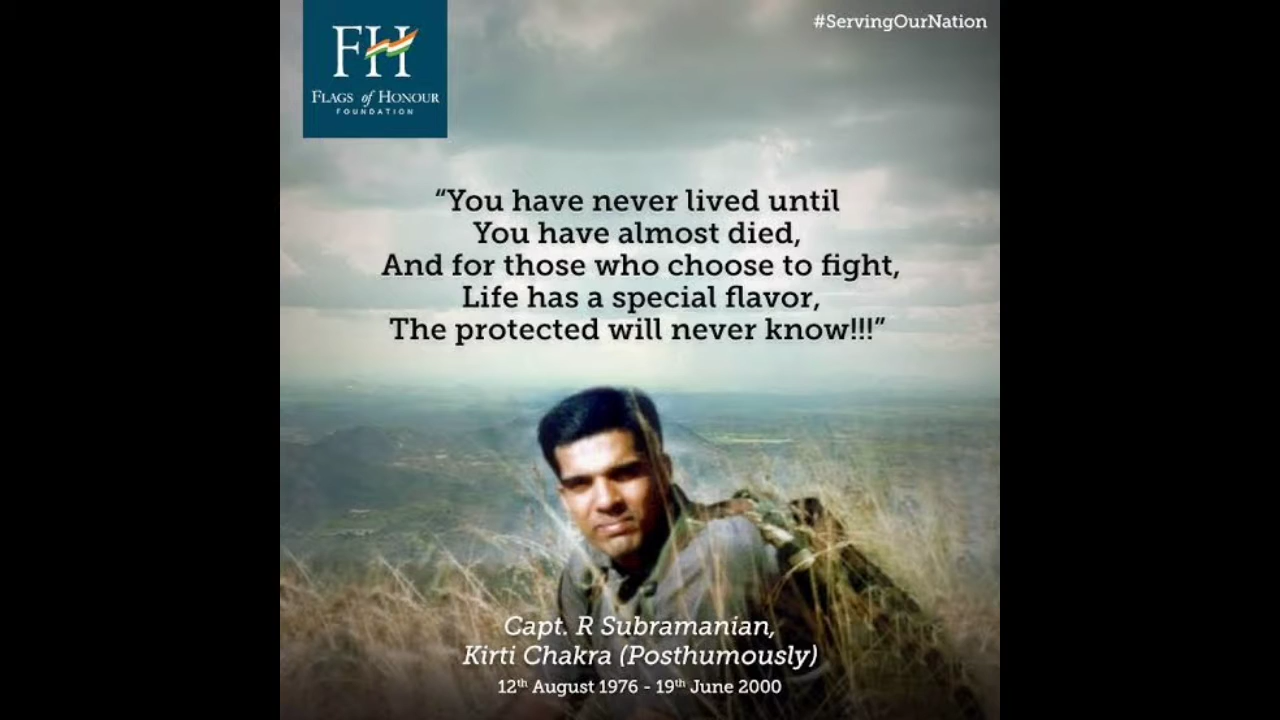 #ServingOurNation
FH
FLAGS of HONOUR
FOUNDATION
“You have never lived until
You have almost died,
And for those who choose to fight,
Life has a special flavor,
The protected will never know!!!”
Capt. R Subramanian,
Kirti Chakra (Posthumously)
12th August 1976 - 19th June 2000